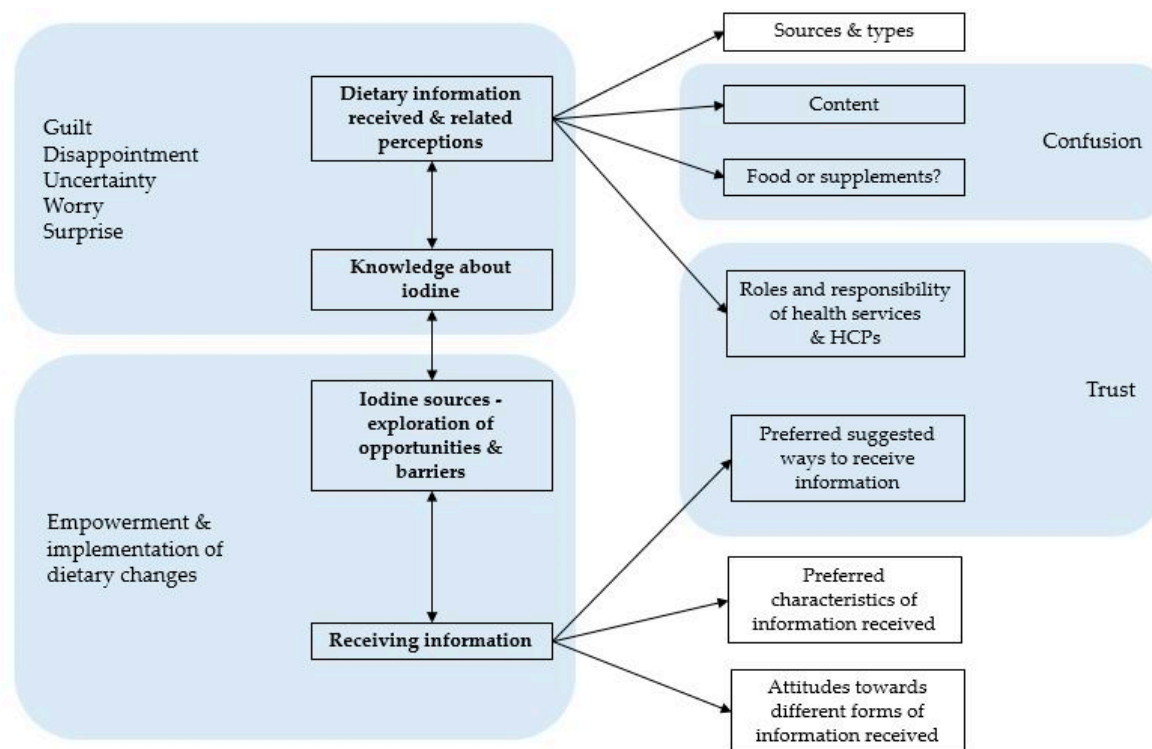 Guilt
Disappointment
Uncertainty
Worry
Surprise
Dietary information
received & related
perceptions
Knowledge about
iodine
Sources & types
Content
Food or supplements?
Confusion
Roles and responsibility
of health services
& HCPs
Trust
Preferred suggested
ways to receive
information
Empowerment &
implementation of
dietary changes
Iodine sources -
exploration of
opportunities &
barriers
Receiving information
Preferred
characteristics of
information received
Attitudes towards
different forms of
information received